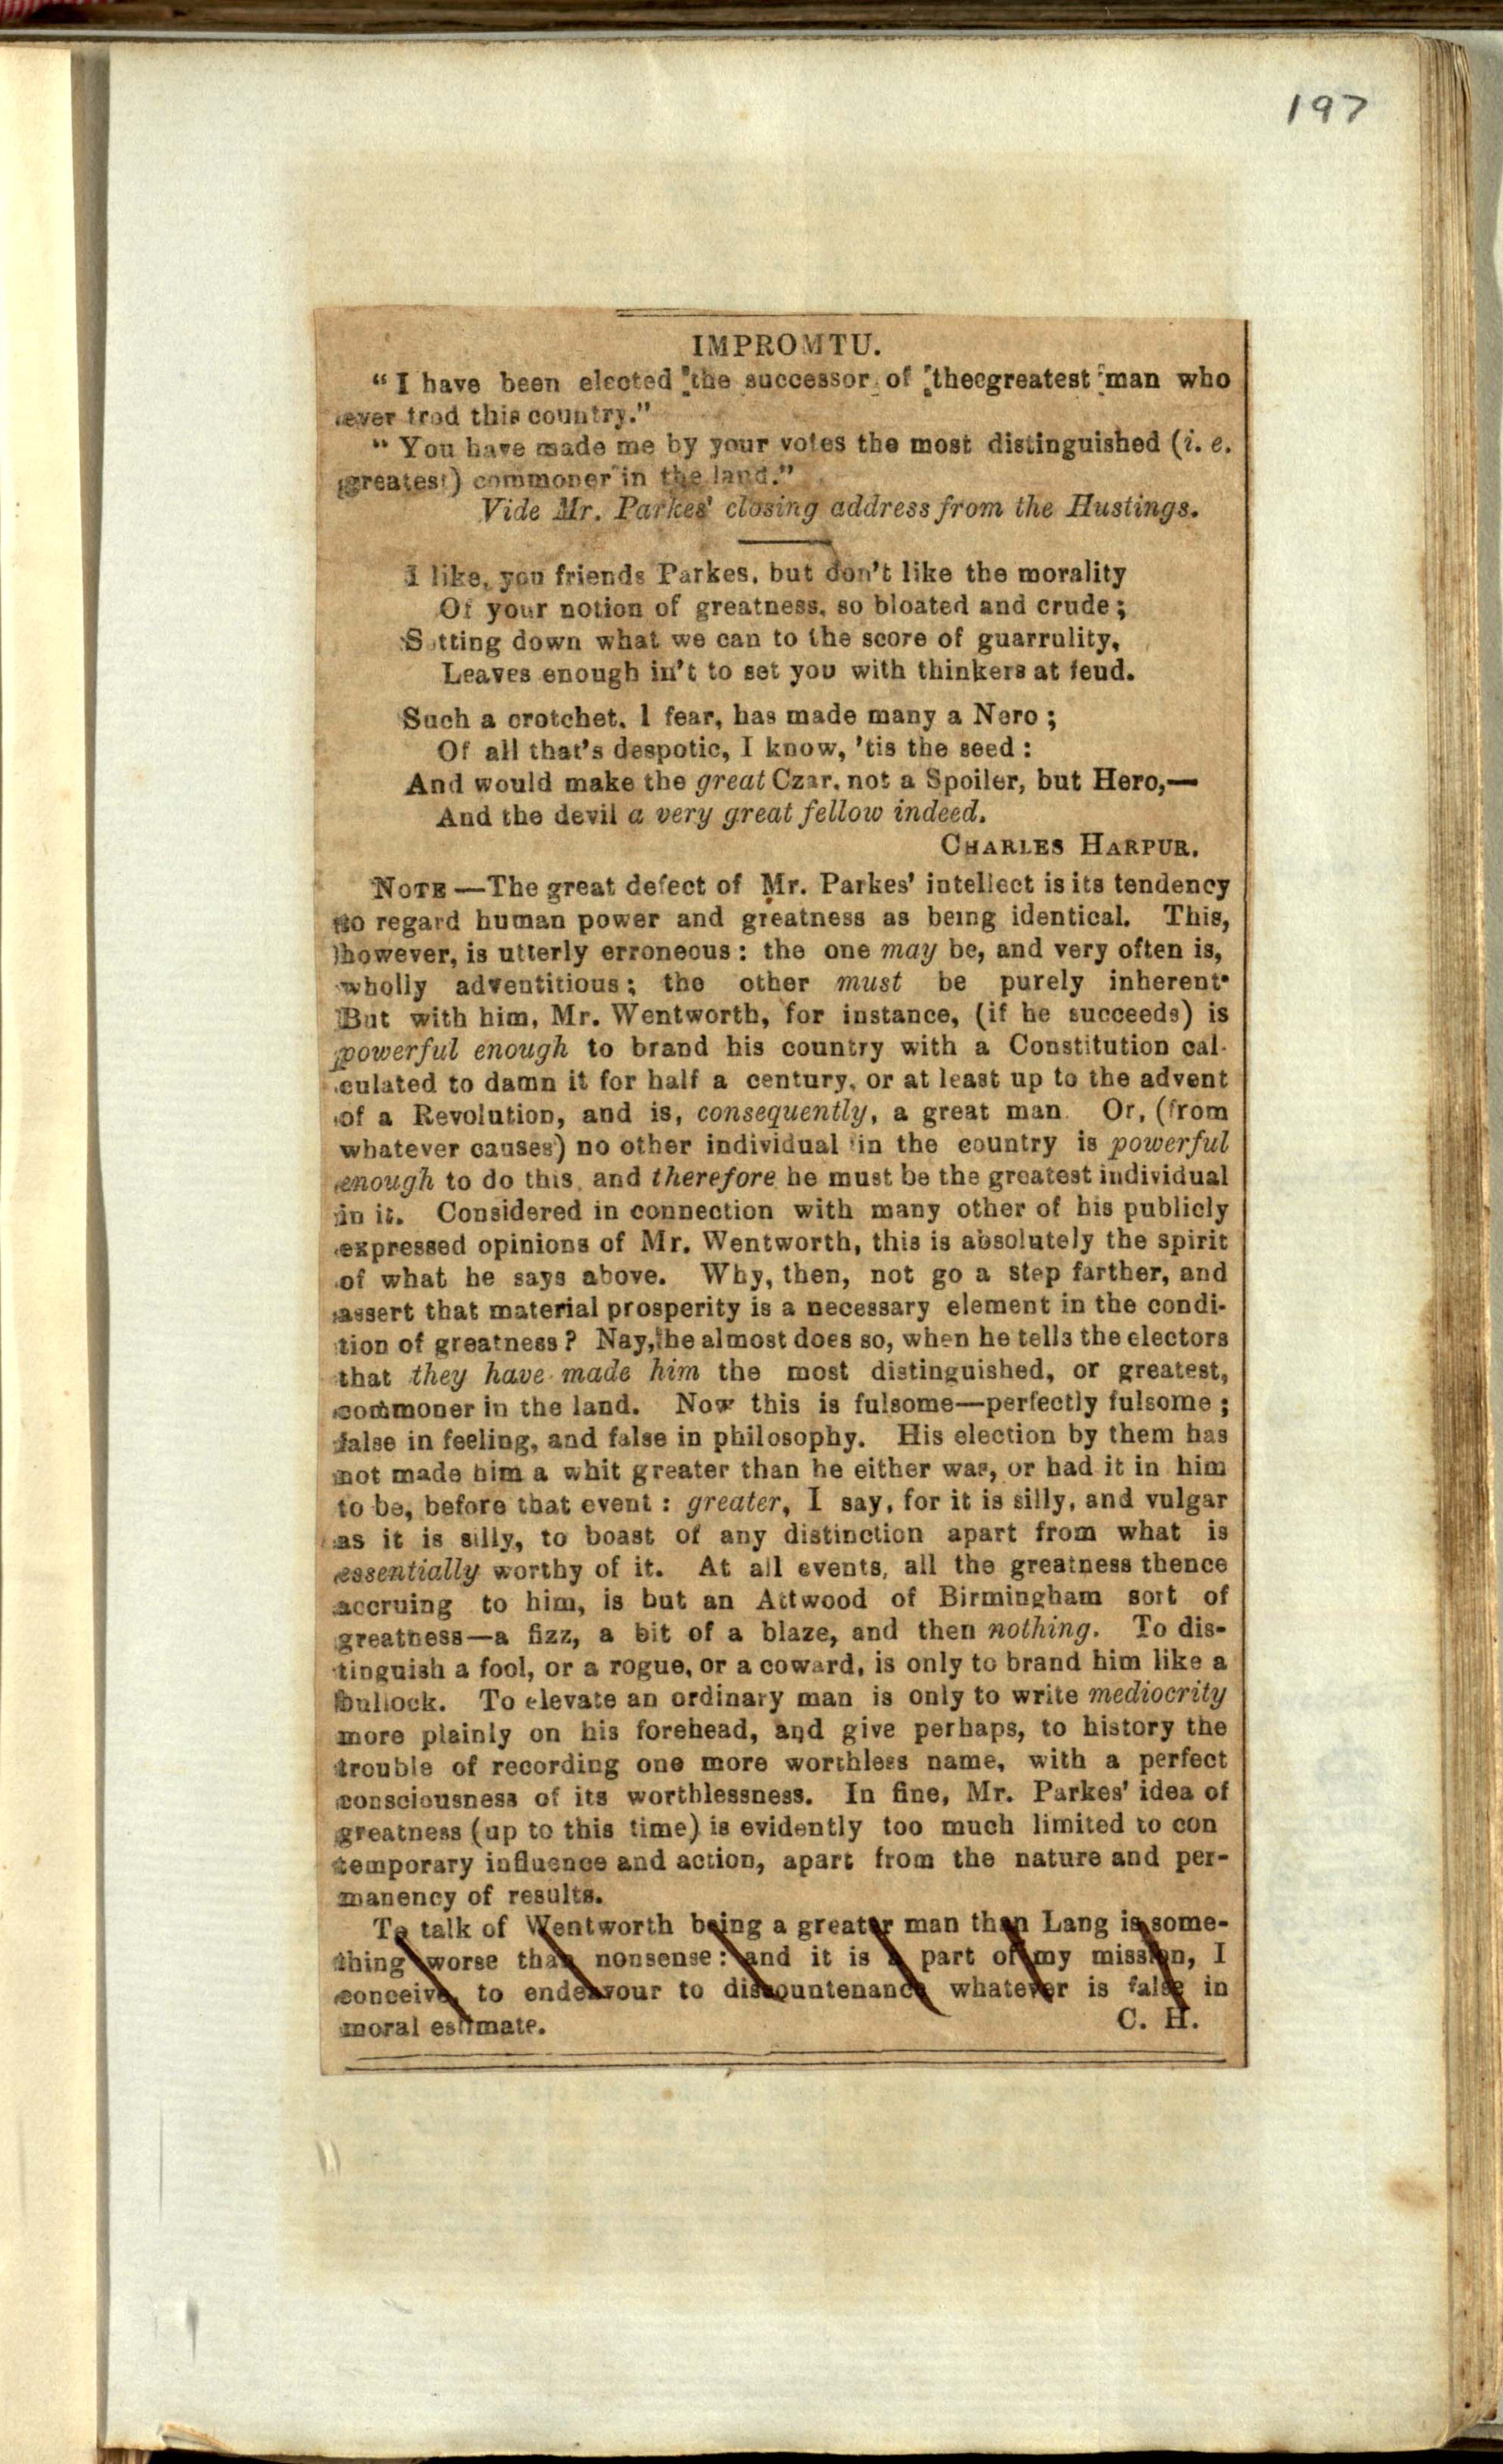 197
IMPROMTU.
“I have been elected the successor of theegreatest man who
ever trod this country.”
“You have made me by your votes the most distinguished (i. e.
greatest) commoner in the land.”
Vide Mr. Parkes' closing address from the Hustings.
I like, you friends Parkes, but don't like the morality
Of your notion of greatness, so bloated and crude;
Setting down what we can to the score of guarrulity,
Leaves enough in't to set you with thinkers at feud.
Such a crotchet, I fear, has made many a Nero;
Of all that's despotic, I know, 'tis the seed:
And would make the great Czar, not a Spoiler, but Hero,—
And the devil a very great fellow indeed.
CHARLES HARPUR.
NOTE—The great defect of Mr. Parkes' intellect is its tendency
to regard human power and greatness as being identical. This,
however, is utterly erroneous: the one may be, and very often is,
wholly adventitious; the other must be purely inherent.
But with him, Mr. Wentworth, for instance, (if he succeeds) is
powerful enough to brand his country with a Constitution cal-
culated to damn it for half a century, or at least up to the advent
of a Revolution, and is, consequently, a great man. Or, (from
whatever causes) no other individual in the country is powerful
enough to do this, and therefore he must be the greatest individual
in it. Considered in connection with many other of his publicly
expressed opinions of Mr. Wentworth, this is absolutely the spirit
of what he says above. Why, then, not go a step farther, and
assert that material prosperity is a necessary element in the condi-
tion of greatness? Nay, he almost does so, when he tells the electors
that they have made him the most distinguished, or greatest,
commoner in the land. Now this is fulsome—perfectly fulsome;
false in feeling, and false in philosophy. His election by them has
not made him a whit greater than he either was, or had it in him
to be, before that event: greater, I say, for it is silly, and vulgar
as it is silly, to boast of any distinction apart from what is
essentially worthy of it. At all events, all the greatness thence
accruing to him, is but an Attwood of Birmingham sort of
greatness—a fizz, a bit of a blaze, and then nothing. To dis-
tinguish a fool, or a rogue, or a coward, is only to brand him like a
bullock. To elevate an ordinary man is only to write mediocrity
more plainly on his forehead, and give perhaps, to history the
trouble of recording one more worthless name, with a perfect
consciousness of its worthlessness. In fine, Mr. Parkes' idea of
greatness (up to this time) is evidently too much limited to con
temporary influence and action, apart from the nature and per-
manency of results.
To talk of Wentworth being a greater man than Lang is some-
thing worse than nonsense: and it is a part of my mission, I
conceive, to endeavour to discountenance whatever is false in
moral estimate. C. H.